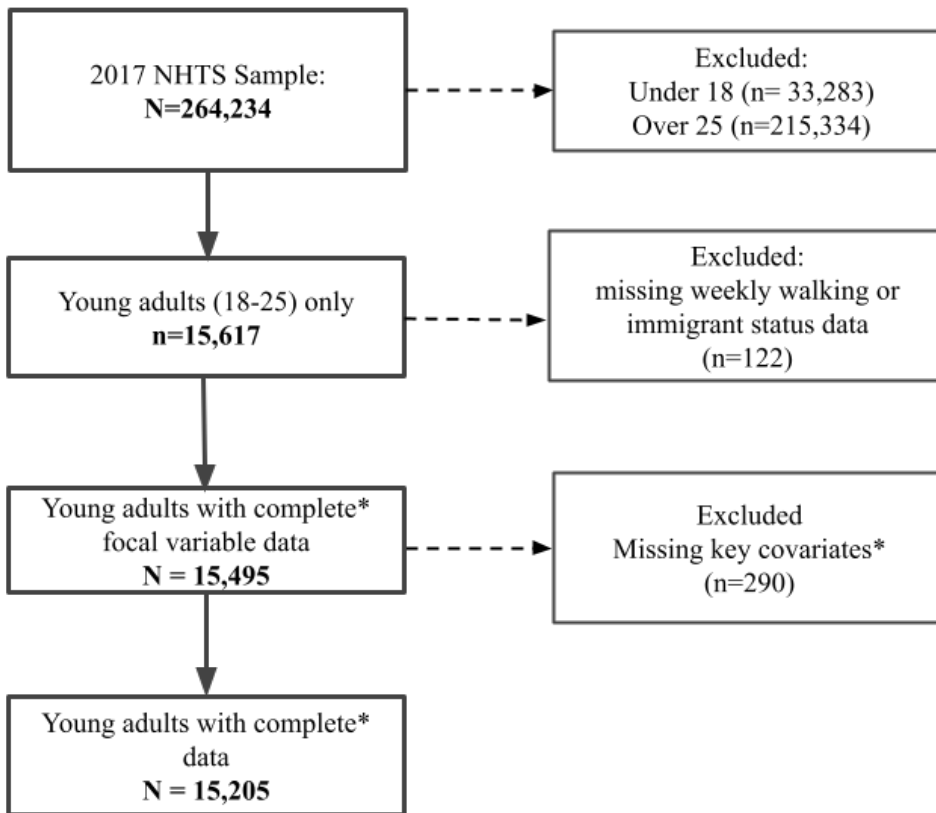 2017 NHTS Sample:
N=264,234
Excluded:
Under 18 (n= 33,283)
Over 25 (n=215,334)
Young adults (18-25) only
n=15,617
Excluded:
missing weekly walking or
immigrant status data
(n=122)
Young adults with complete*
focal variable data
N = 15,495
Excluded
Missing key covariates*
(n=290)
Young adults with complete*
data
N = 15,205